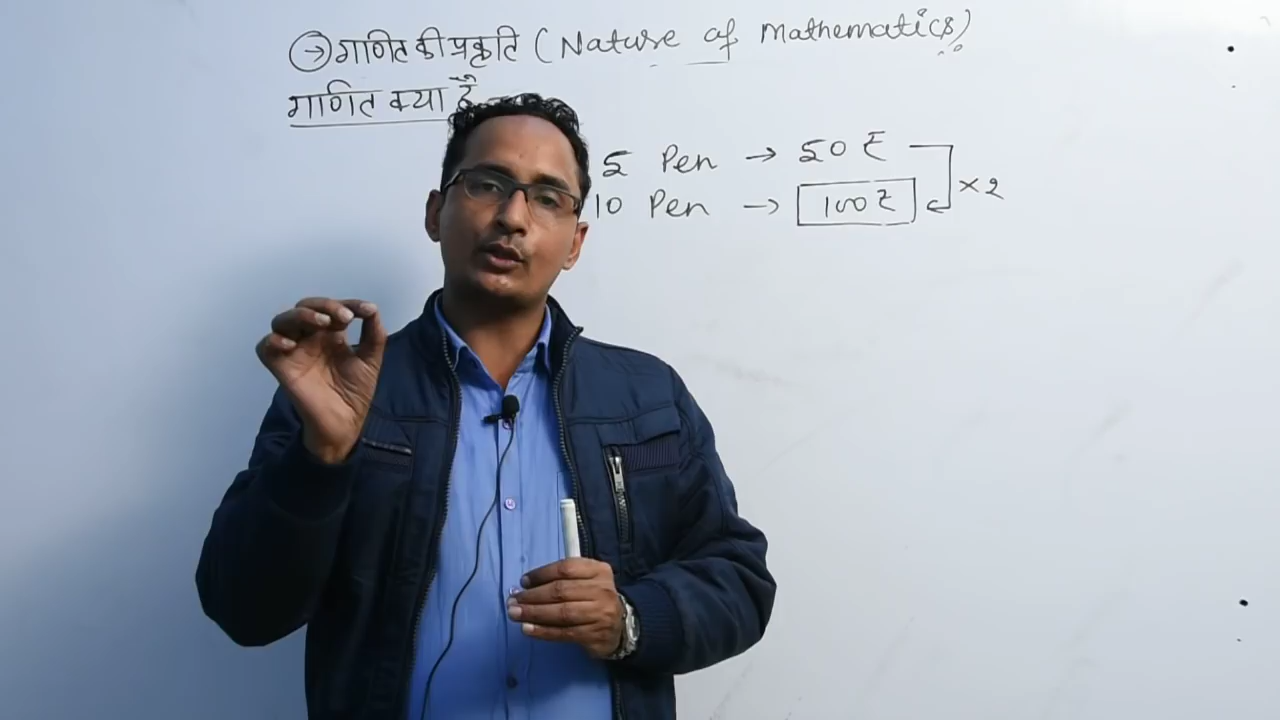 → गणित की प्रकृति (Nature of Mathematics)
गणित क्या है
5 Pen → 50 ₹
10 Pen → 100 ₹
×2